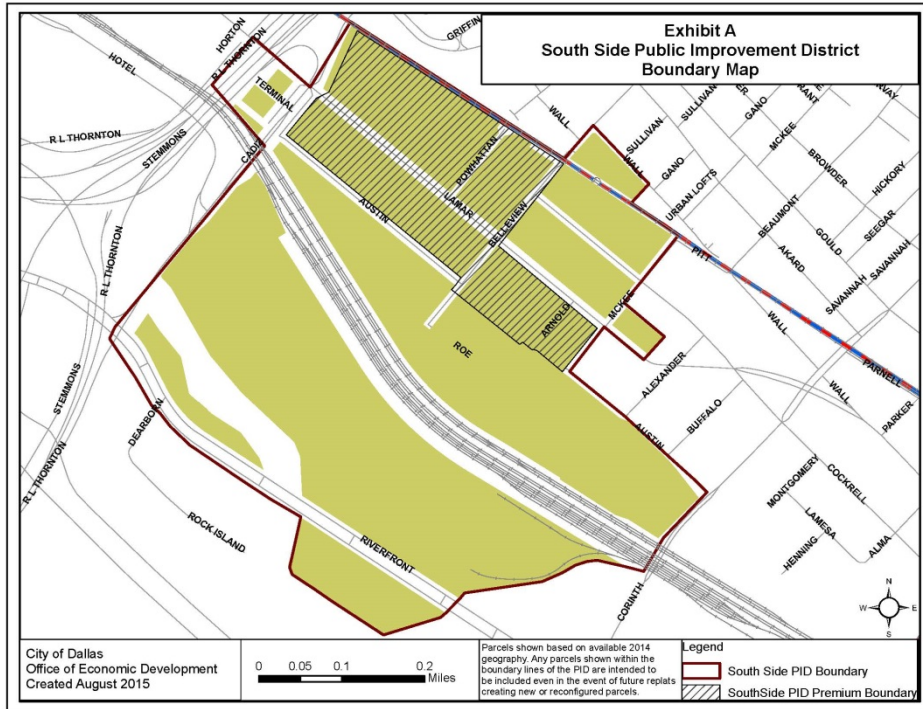 Exhibit A
South Side Public Improvement District
Boundary Map
HORTON
GRIFFIN
R L THORNTON
HOTEL
TERMINAL
WALL
SULLIVAN
SULLIVAN
GANO
MCKEE
BROWDER
HICKORY
R L THORNTON
STEMMONS
CADIZ
POWHATTAN
WALL
GANO
URBAN LOFTS
SEEGAR
BEAUMONT
GOULD
SAVANNAH
AUSTIN
LAMAR
BELLEVIEW
PITT
AKARD
SAVANNAH
R L THORNTON
ARNOLD
MCKEE
WALL
ROE
PARNELL
ALEXANDER
WALL
PARKER
STEMMONS
DEARBORN
BUFFALO
AUSTIN
R L THORNTON
MONTGOMERY
COCKRELL
LAMESA
ROCK ISLAND
RIVERFRONT
HENNING
ALMA
CORINTH
N
W
E
S
City of Dallas
Office of Economic Development
Created August 2015
0 0.05 0.1 0.2
Miles
Parcels shown based on available 2014
geography. Any parcels shown within the
boundary lines of the PID are intended to
be included even in the event of future replats
creating new or reconfigured parcels.
Legend
South Side PID Boundary
SouthSide PID Premium Boundary